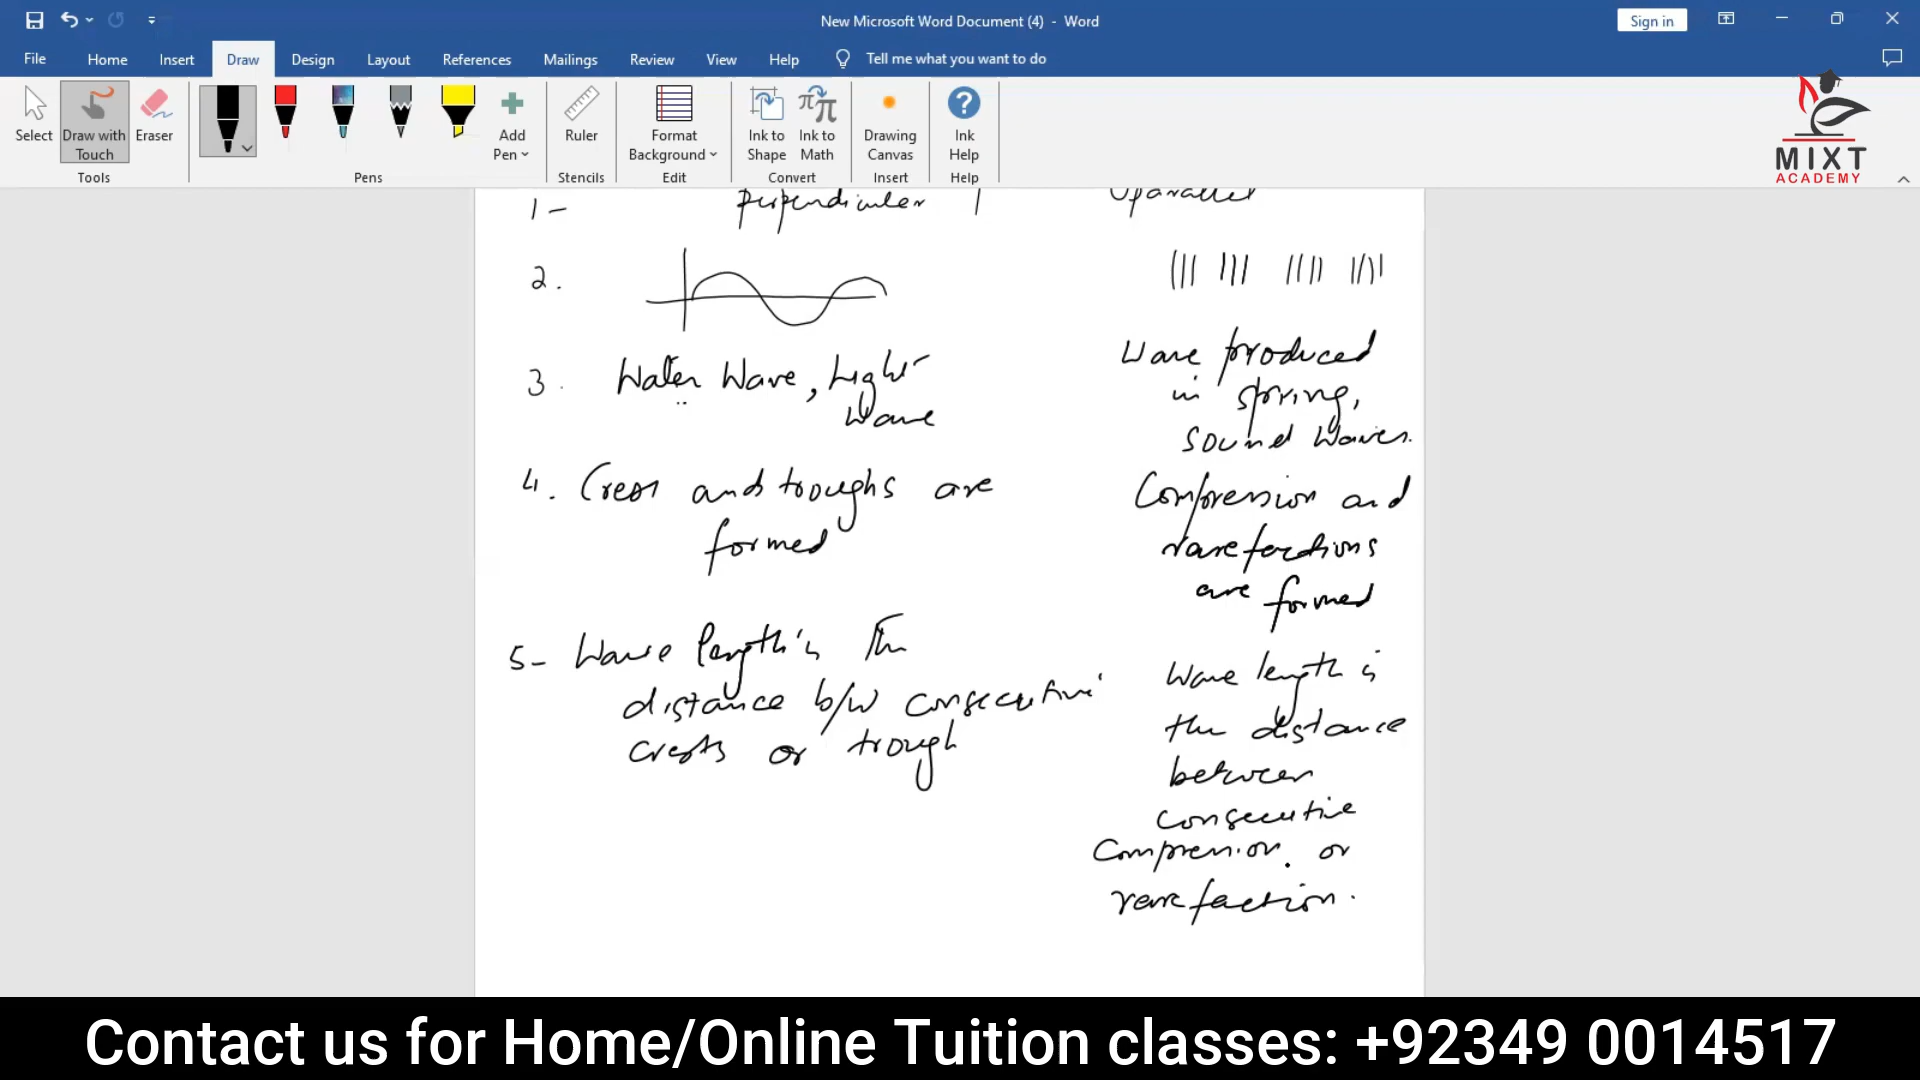 New Microsoft Word Document (4) - Word
Sign in
File Home Insert Draw Design Layout References Mailings Review View Help Tell me what you want to do
Select Draw with Touch Eraser Add Pen Ruler Format Background Ink to Shape Ink to Math Drawing Canvas Ink Help
Tools Pens Stencils Edit Convert Insert Help
MIXT
ACADEMY
1- Perpendicular parallel
2.
3. Water Wave, Light
Wave
Wave produced
in spring,
sound waves.
4. Crest and troughs are
formed
Compression and
rarefactions
are formed
5- Wave length is the
distance b/w consecutive
crests or trough
Wave length is
the distance
between
consecutive
Compression. or
rarefaction.
Contact us for Home/Online Tuition classes: +92349 0014517